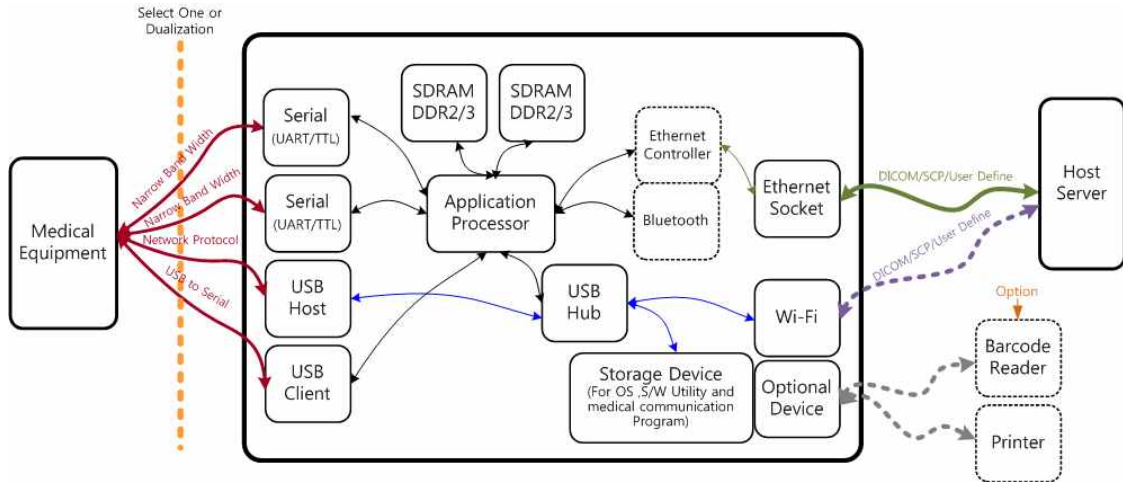 Select One or
Dualization
Medical
Equipment
Narrow Band Width
Narrow Band Width
Network Protocol
USB to Serial
Serial
(UART/TTL)
Serial
(UART/TTL)
USB
Host
USB
Client
SDRAM
DDR2/3
SDRAM
DDR2/3
Application
Processor
Ethernet
Controller
Bluetooth
USB
Hub
Storage Device
(For OS ,S/W Utility and
medical communication
Program)
Ethernet
Socket
Wi-Fi
Optional
Device
DICOM/SCP/User Define
DICOM/SCP/User Define
Host
Server
Option
Barcode
Reader
Printer